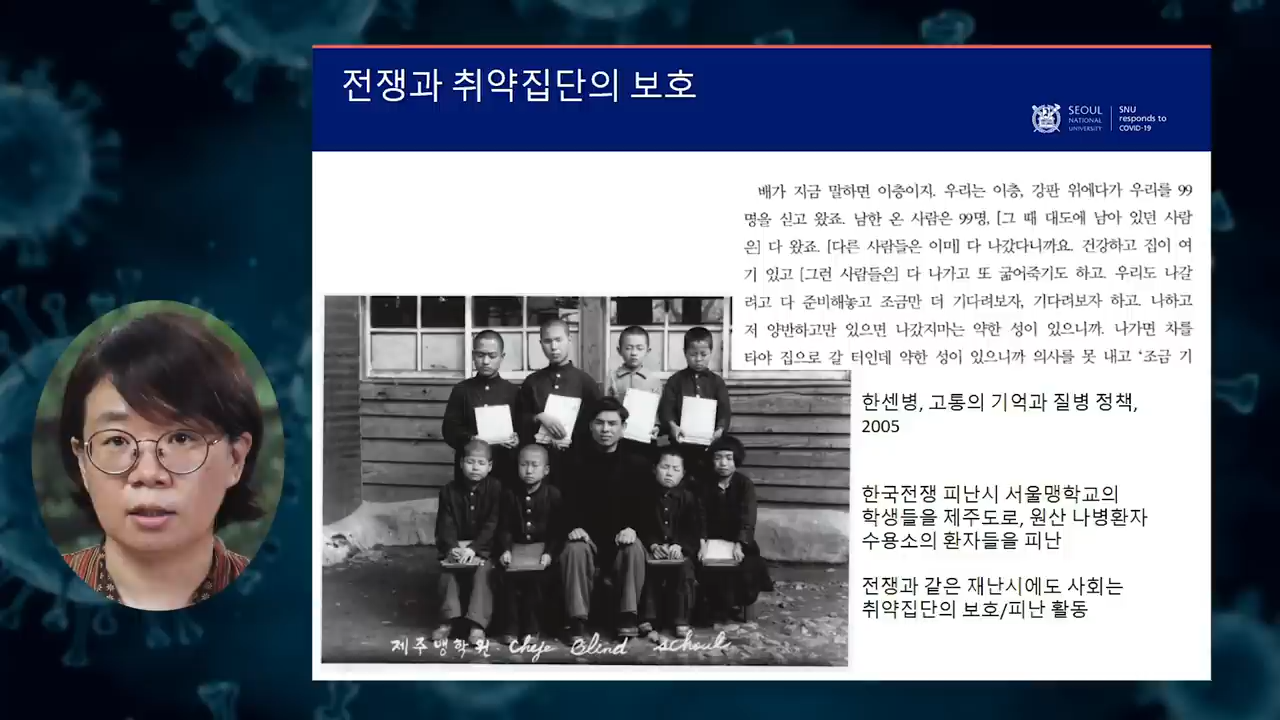 전쟁과 취약집단의 보호
SEOUL
NATIONAL
UNIVERSITY
SNU
responds to
COVID-19
배가 지금 말하면 이층이지. 우리는 이층, 강판 위에다가 우리를 99
명을 싣고 왔죠. 남한 온 사람은 99명, [그 때 대도에 남아 있던 사람
은] 다 왔죠. [다른 사람들은 이미] 다 나갔다니까요. 건강하고 집이 여
기 있고 [그런 사람들은] 다 나가고 또 굶어죽기도 하고. 우리도 나갈
려고 다 준비해놓고 조금만 더 기다려보자, 기다려보자 하고. 나하고
저 양반하고만 있으면 나갔지마는 약한 성이 있으니까. 나가면 차를
타야 집으로 갈 터인데 약한 성이 있으니까 의사를 못 내고 ‘조금 기
한센병, 고통의 기억과 질병 정책,
2005
한국전쟁 피난시 서울맹학교의
학생들을 제주도로, 원산 나병환자
수용소의 환자들을 피난
전쟁과 같은 재난시에도 사회는
취약집단의 보호/피난 활동
제주맹학원. Cheje Blind school